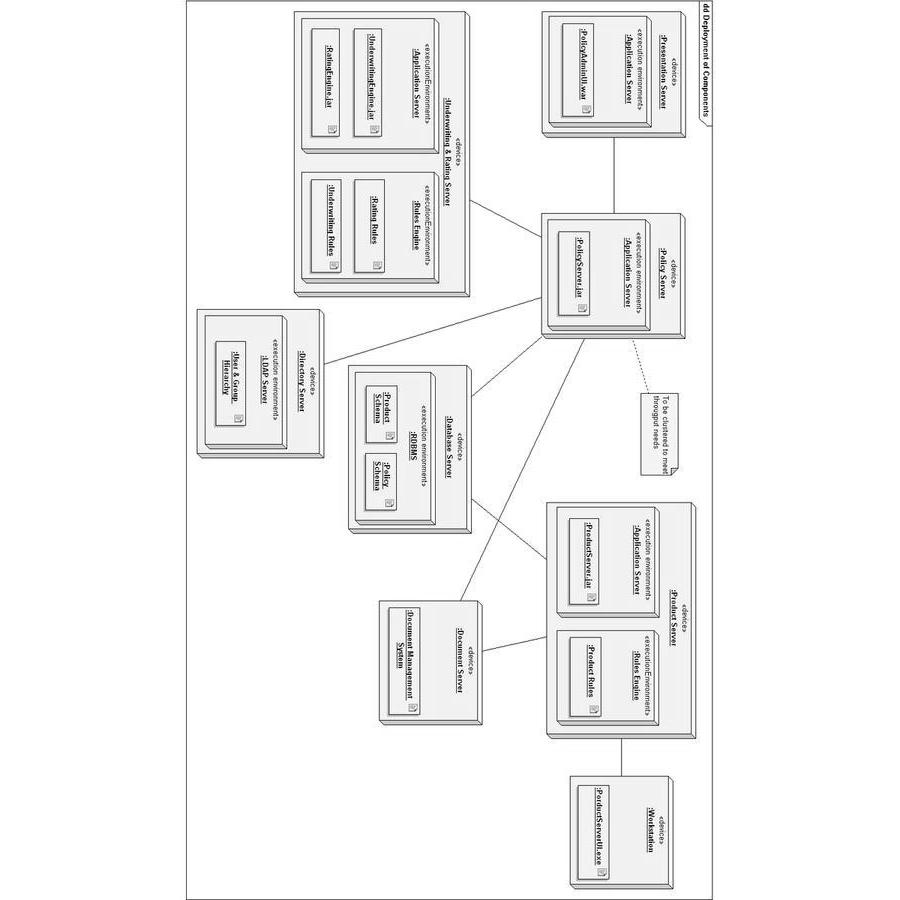 dd Deployment of Components
«device»
:Presentation Server
«execution environment»
:Application Server
:PolicyAdminUI.war
«device»
:Policy Server
«execution environment»
:Application Server
:PolicyServer.jar
To be clustered to meet
througput needs
«device»
:Product Server
«execution environment»
:Application Server
:ProductServer.jar
«executionEnvironment»
:Rules Engine
:Product Rules
«device»
:Workstation
:PorductServerUI.exe
«device»
:Underwriting & Rating Server
«executionEnvironment»
:Application Server
:UnderwritingEngine.jar
:RatingEngine.jar
«executionEnvironment»
:Rules Engine
:Rating Rules
:Underwriting Rules
«device»
:Database Server
«execution environment»
:RDBMS
:Product
Schema
:Policy
Schema
«device»
:Document Server
:Document Management
System
«device»
:Directory Server
«execution environment»
:LDAP Server
:User & Group
Hierarchy